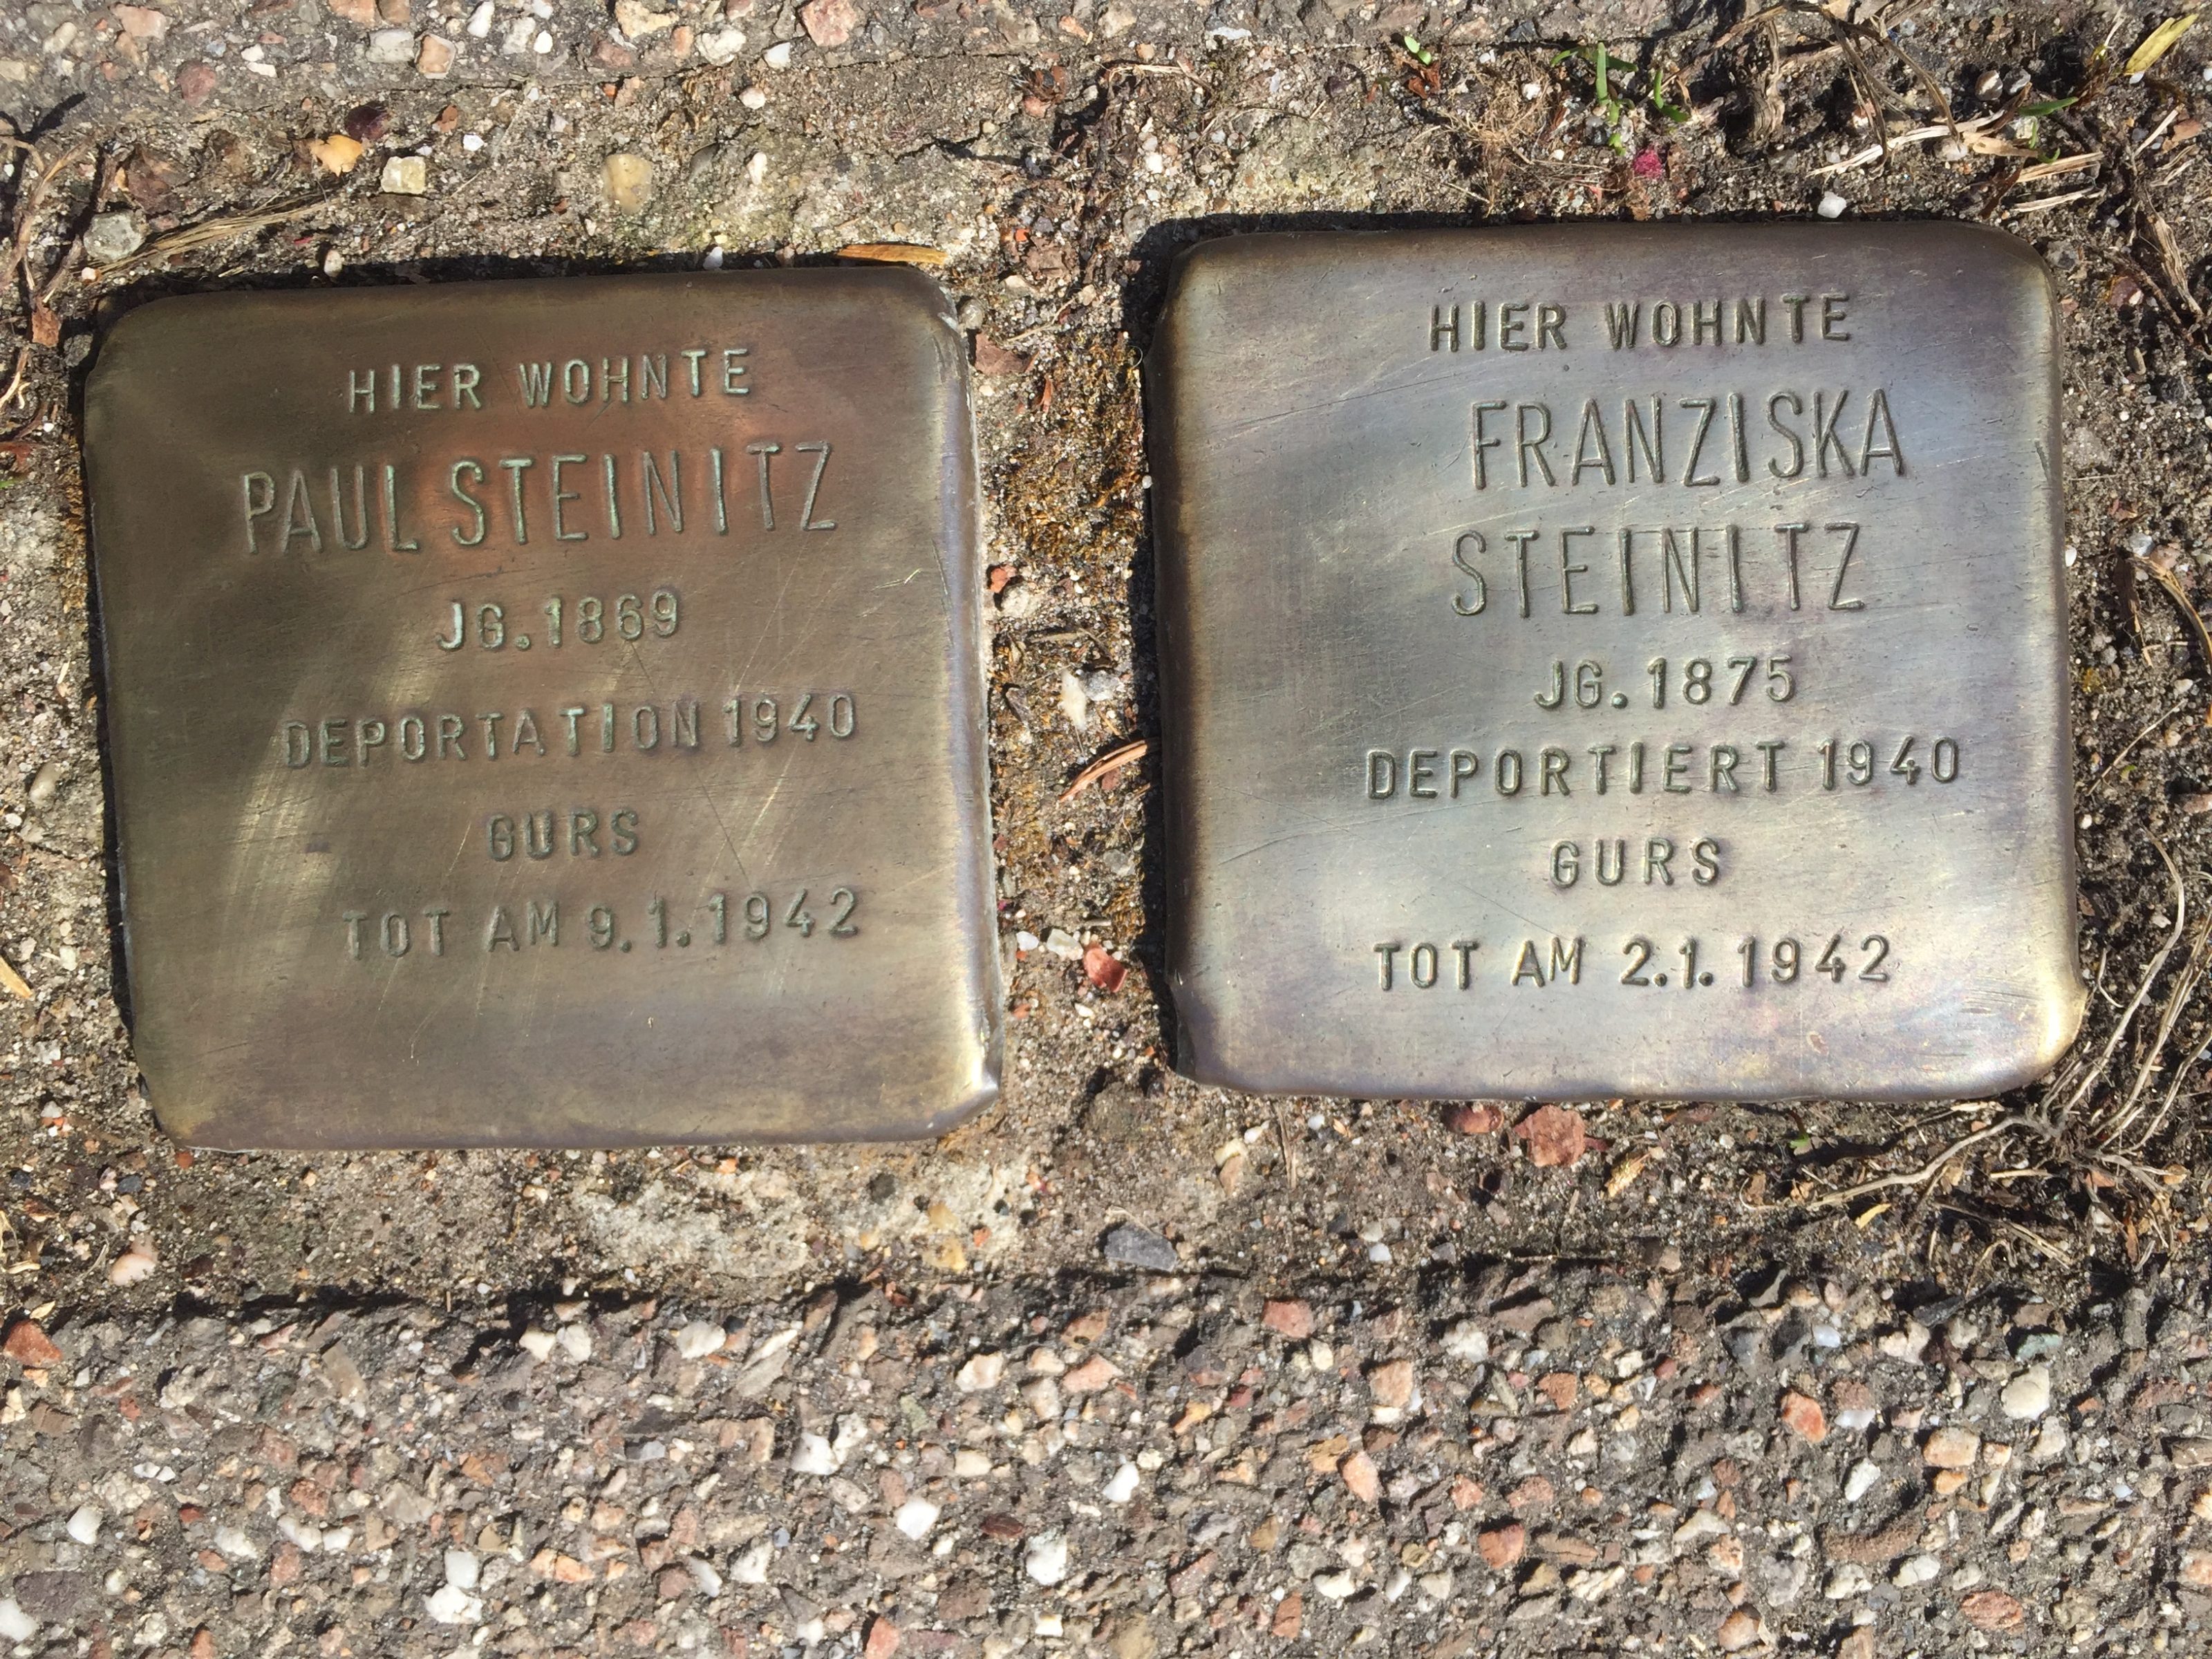 HIER WOHNTE
PAUL STEINITZ
JG. 1869
DEPORTATION 1940
GURS
TOT AM 9.1.1942
HIER WOHNTE
FRANZISKA
STEINITZ
JG. 1875
DEPORTIERT 1940
GURS
TOT AM 2.1.1942